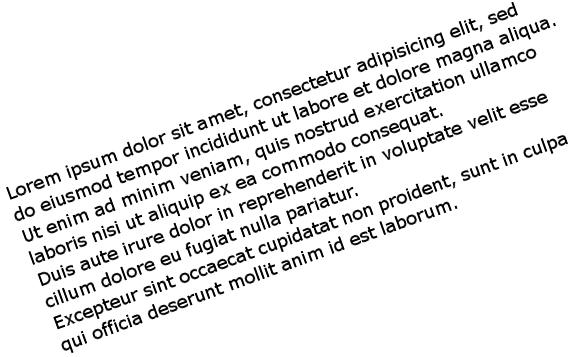 Lorem ipsum dolor sit amet, consectetur adipisicing elit, sed
do eiusmod tempor incididunt ut labore et dolore magna aliqua.
Ut enim ad minim veniam, quis nostrud exercitation ullamco
laboris nisi ut aliquip ex ea commodo consequat.
Duis aute irure dolor in reprehenderit in voluptate velit esse
cillum dolore eu fugiat nulla pariatur.
Excepteur sint occaecat cupidatat non proident, sunt in culpa
qui officia deserunt mollit anim id est laborum.